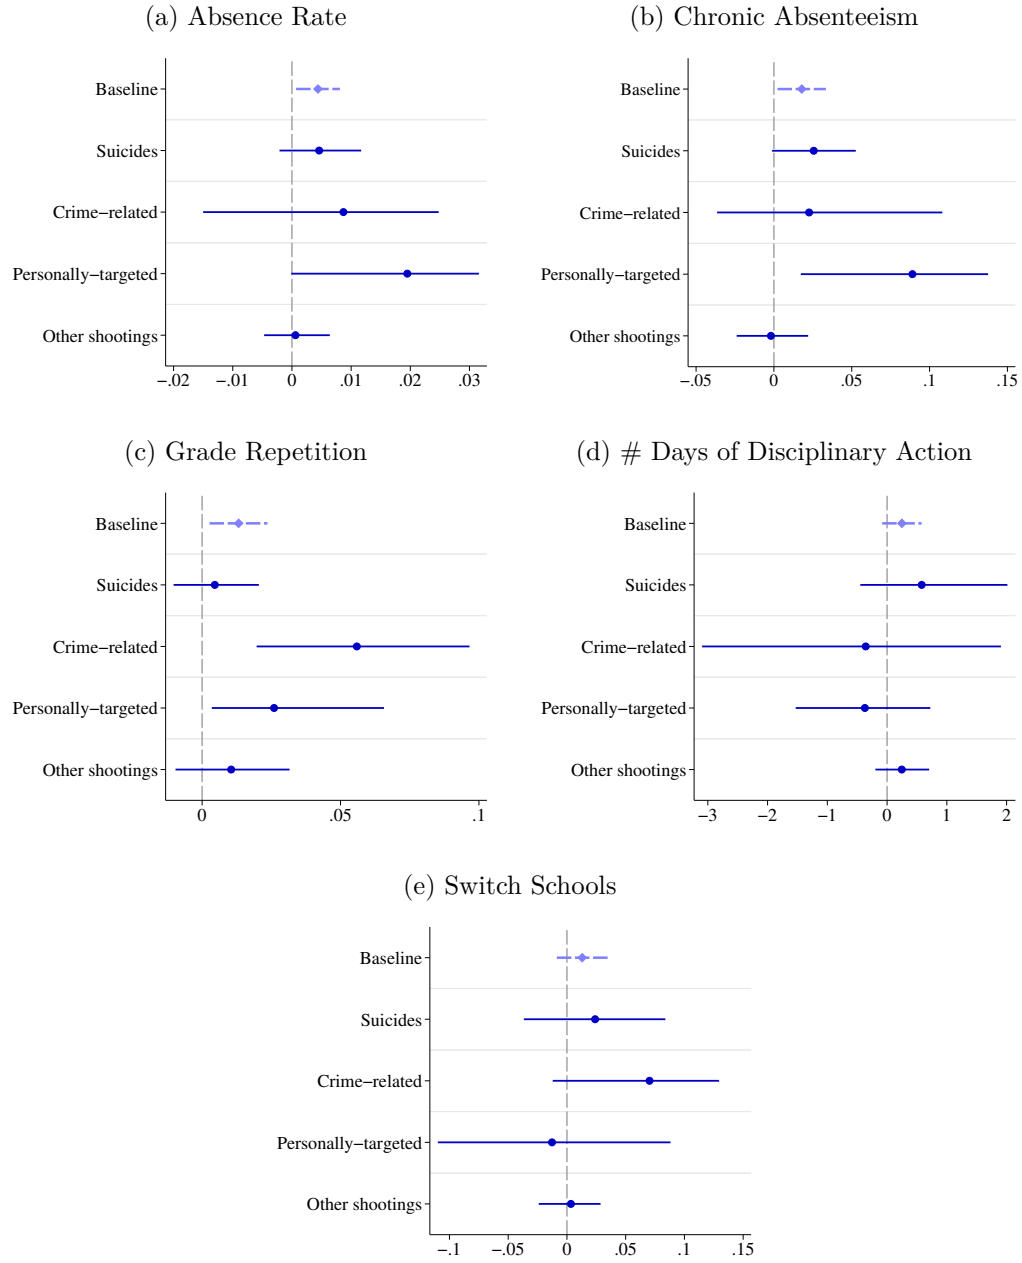 (a) Absence Rate
Baseline
Suicides
Crime−related
Personally−targeted
Other shootings
−.02 −.01 0 .01 .02 .03
(b) Chronic Absenteeism
Baseline
Suicides
Crime−related
Personally−targeted
Other shootings
−.05 0 .05 .1 .15
(c) Grade Repetition
Baseline
Suicides
Crime−related
Personally−targeted
Other shootings
0 .05 .1
(d) # Days of Disciplinary Action
Baseline
Suicides
Crime−related
Personally−targeted
Other shootings
−3 −2 −1 0 1 2
(e) Switch Schools
Baseline
Suicides
Crime−related
Personally−targeted
Other shootings
−.1 −.05 0 .05 .1 .15